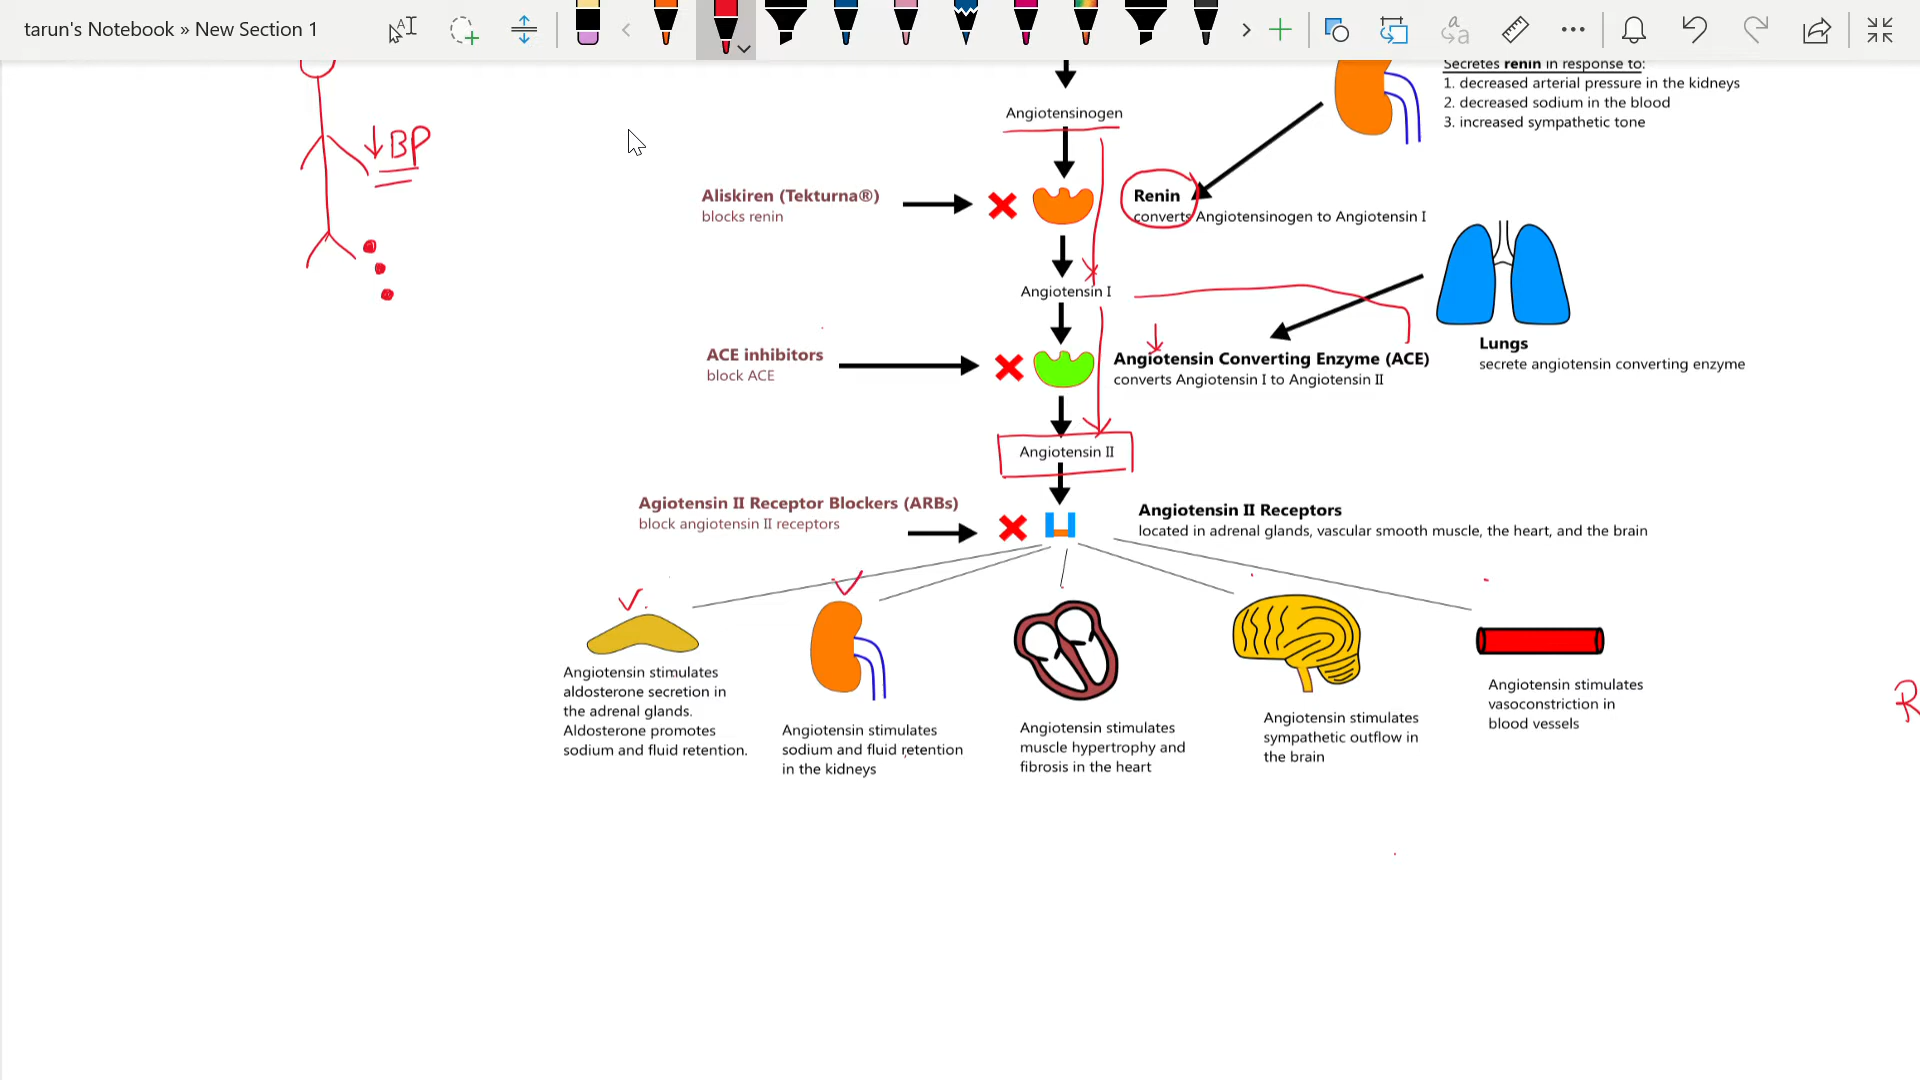 tarun's Notebook » New Section 1
Secretes renin in response to:
1. decreased arterial pressure in the kidneys
2. decreased sodium in the blood
3. increased sympathetic tone
Angiotensinogen
↓BP
Aliskiren (Tekturna®)
blocks renin
Renin
converts Angiotensinogen to Angiotensin I
Angiotensin I
Lungs
secrete angiotensin converting enzyme
ACE inhibitors
block ACE
Angiotensin Converting Enzyme (ACE)
converts Angiotensin I to Angiotensin II
Angiotensin II
Agiotensin II Receptor Blockers (ARBs)
block angiotensin II receptors
Angiotensin II Receptors
located in adrenal glands, vascular smooth muscle, the heart, and the brain
Angiotensin stimulates
aldosterone secretion in
the adrenal glands.
Aldosterone promotes
sodium and fluid retention.
Angiotensin stimulates
sodium and fluid retention
in the kidneys
Angiotensin stimulates
muscle hypertrophy and
fibrosis in the heart
Angiotensin stimulates
sympathetic outflow in
the brain
Angiotensin stimulates
vasoconstriction in
blood vessels
R